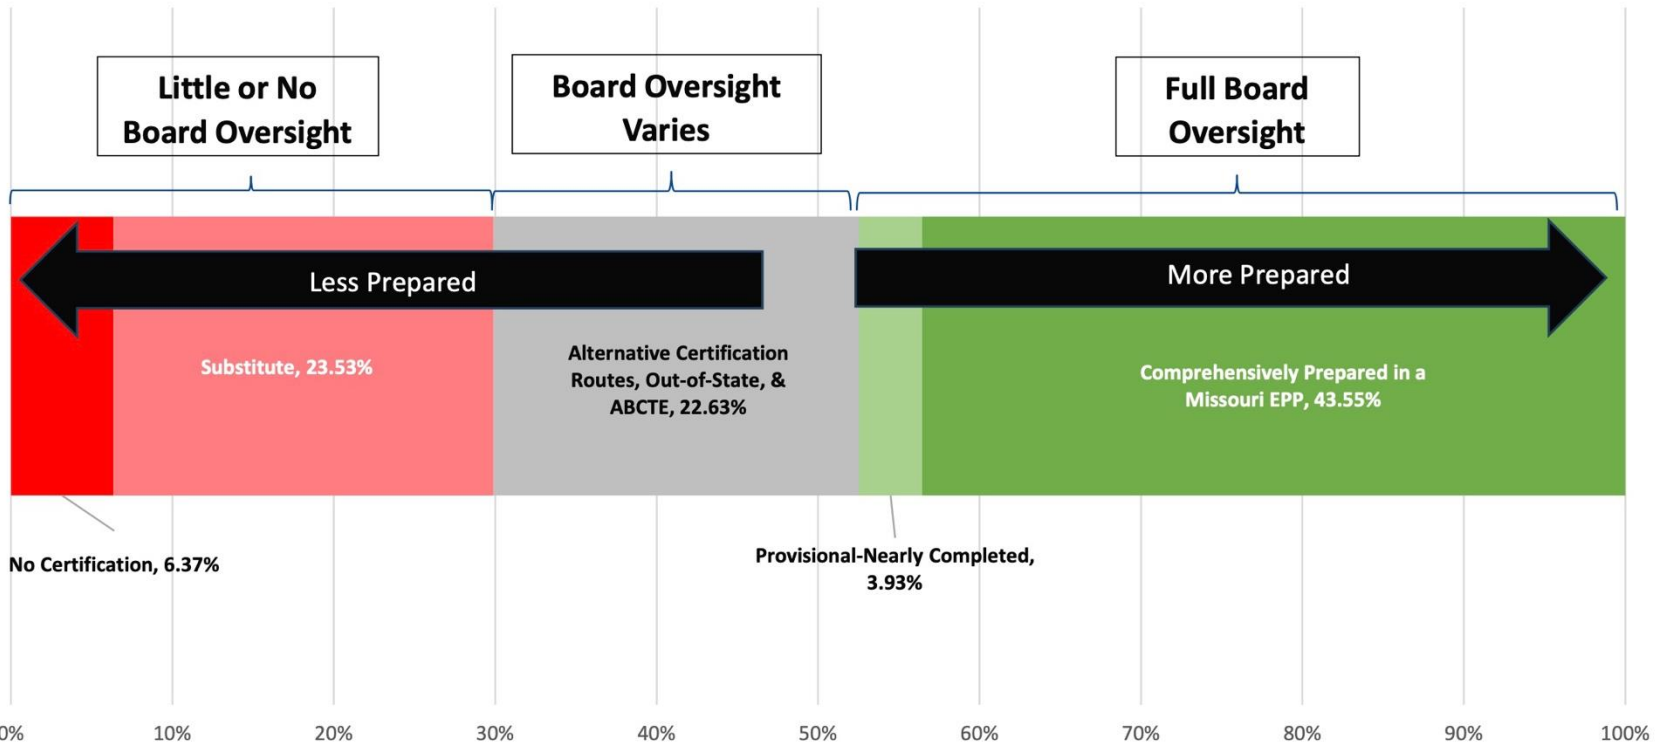 Little or No
Board Oversight
Board Oversight
Varies
Full Board
Oversight
Less Prepared
More Prepared
Substitute, 23.53%
Alternative Certification
Routes, Out-of-State, &
ABCTE, 22.63%
Comprehensively Prepared in a
Missouri EPP, 43.55%
No Certification, 6.37%
Provisional-Nearly Completed,
3.93%
0% 10% 20% 30% 40% 50% 60% 70% 80% 90% 100%